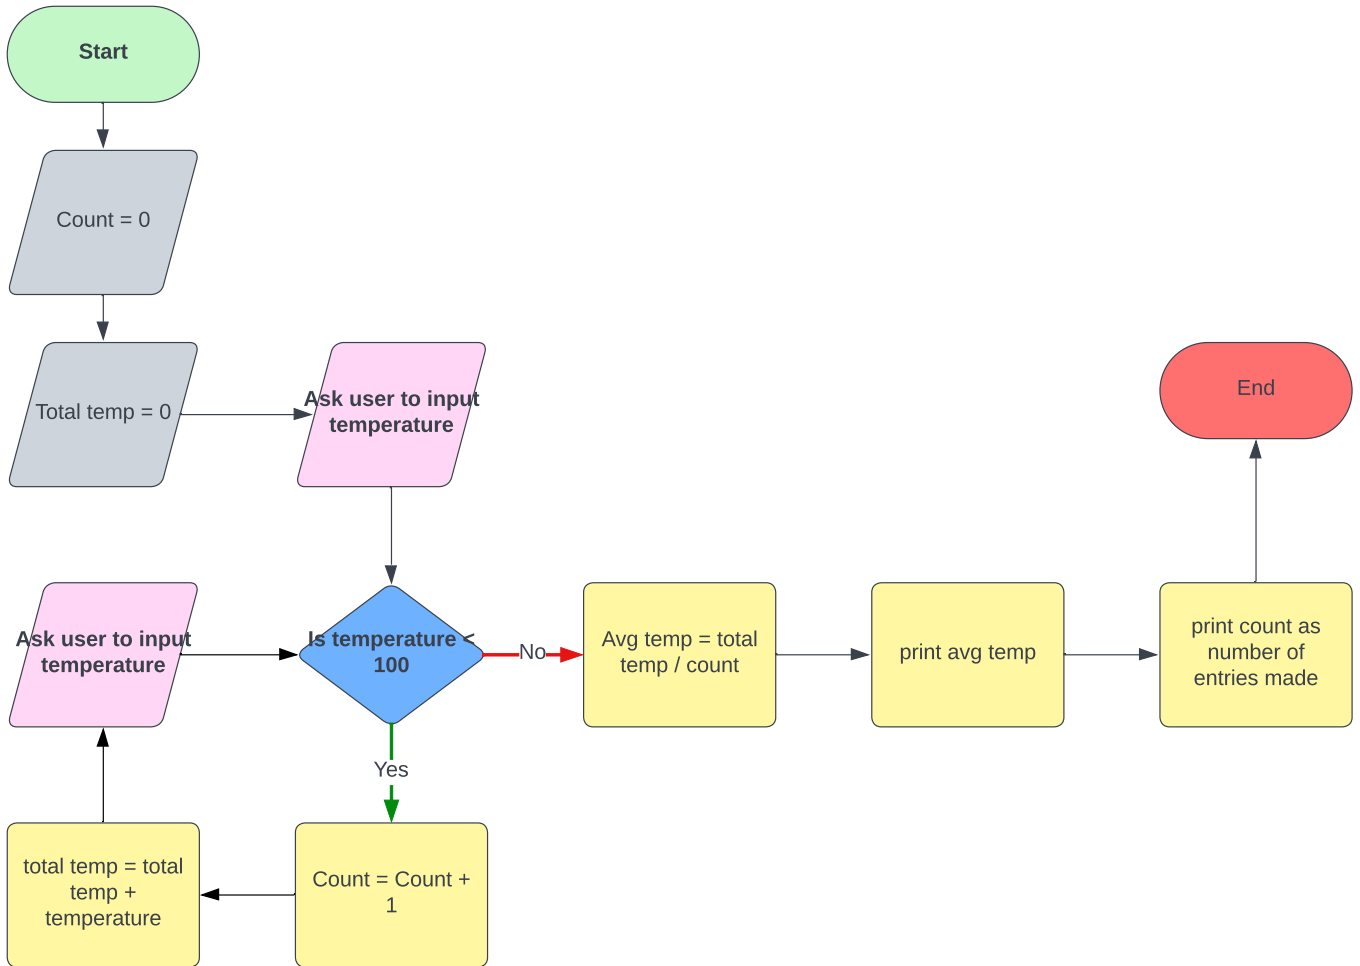 Start
Count = 0
Total temp = 0
Ask user to input
temperature
End
Ask user to input
temperature
Is temperature <
100
No
Avg temp = total
temp / count
print avg temp
print count as
number of
entries made
Yes
total temp = total
temp +
temperature
Count = Count +
1